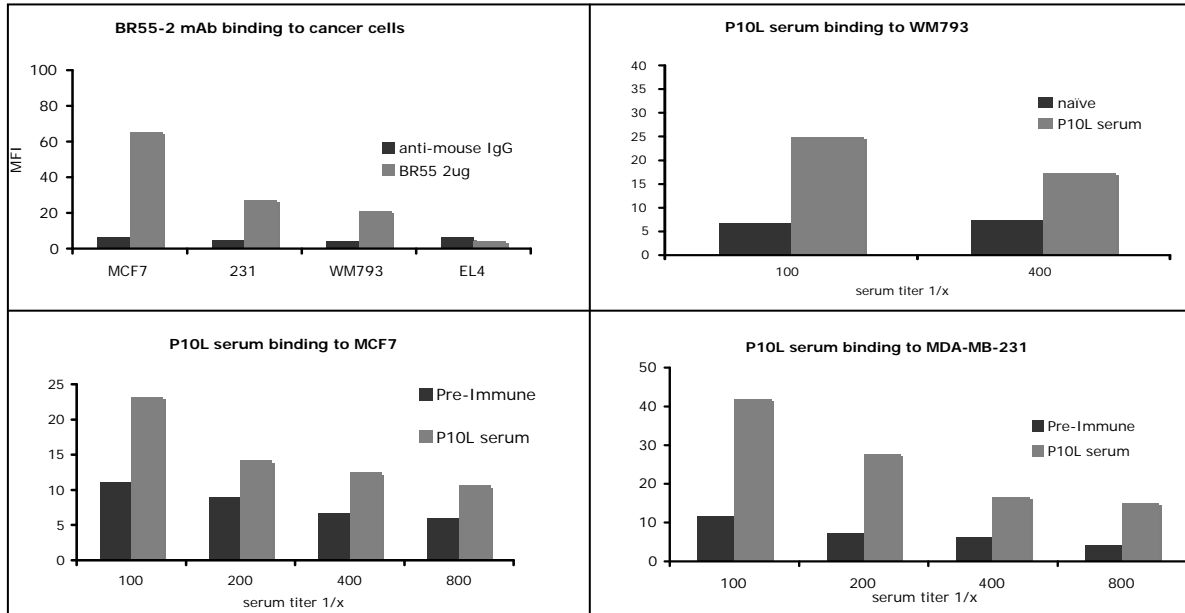 BR55-2 mAb binding to cancer cells
100
80
60
40
20
0
MFI
anti-mouse IgG
BR55 2ug
MCF7 231 WM793 EL4
P10L serum binding to WM793
40
35
30
25
20
15
10
5
0
naïve
P10L serum
100 400
serum titer 1/x
P10L serum binding to MCF7
25
20
15
10
5
0
Pre-Immune
P10L serum
100 200 400 800
serum titer 1/x
P10L serum binding to MDA-MB-231
50
40
30
20
10
0
Pre-Immune
P10L serum
100 200 400 800
serum titer 1/x